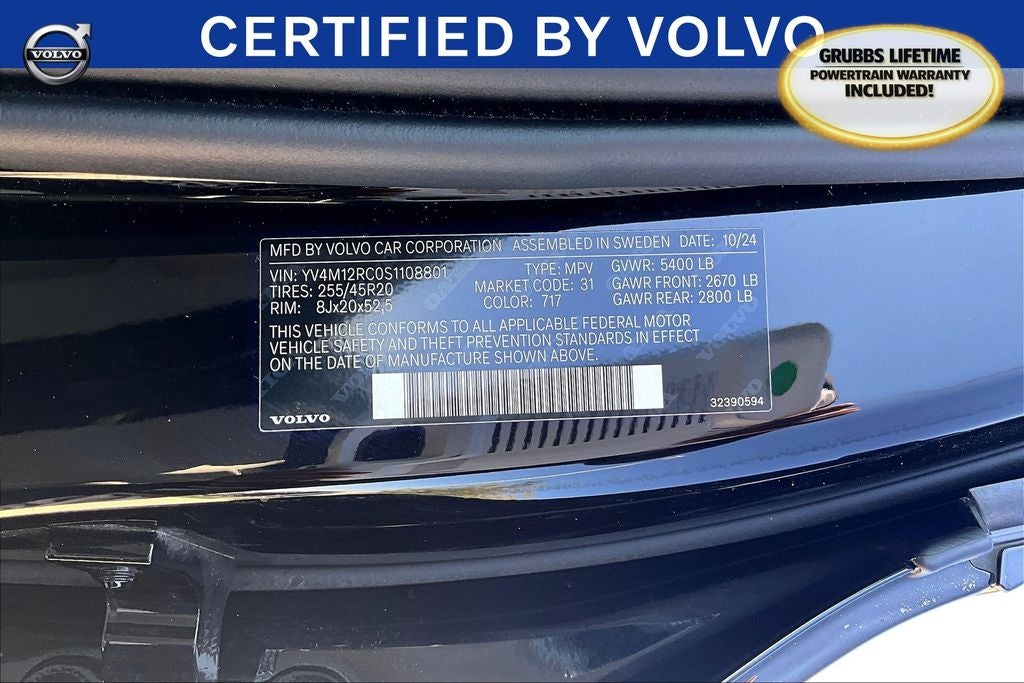 CERTIFIED BY VOLVO
VOLVO
GRUBBS LIFETIME
POWERTRAIN WARRANTY
INCLUDED!
MFD BY VOLVO CAR CORPORATION ASSEMBLED IN SWEDEN DATE: 10/24
VIN: YV4M12RC0S1108801 TYPE: MPV GVWR: 5400 LB
TIRES: 255/45R20 MARKET CODE: 31 GAWR FRONT: 2670 LB
RIM: 8Jx20x52,5 COLOR: 717 GAWR REAR: 2800 LB
THIS VEHICLE CONFORMS TO ALL APPLICABLE FEDERAL MOTOR
VEHICLE SAFETY AND THEFT PREVENTION STANDARDS IN EFFECT
ON THE DATE OF MANUFACTURE SHOWN ABOVE.
VOLVO 32390594